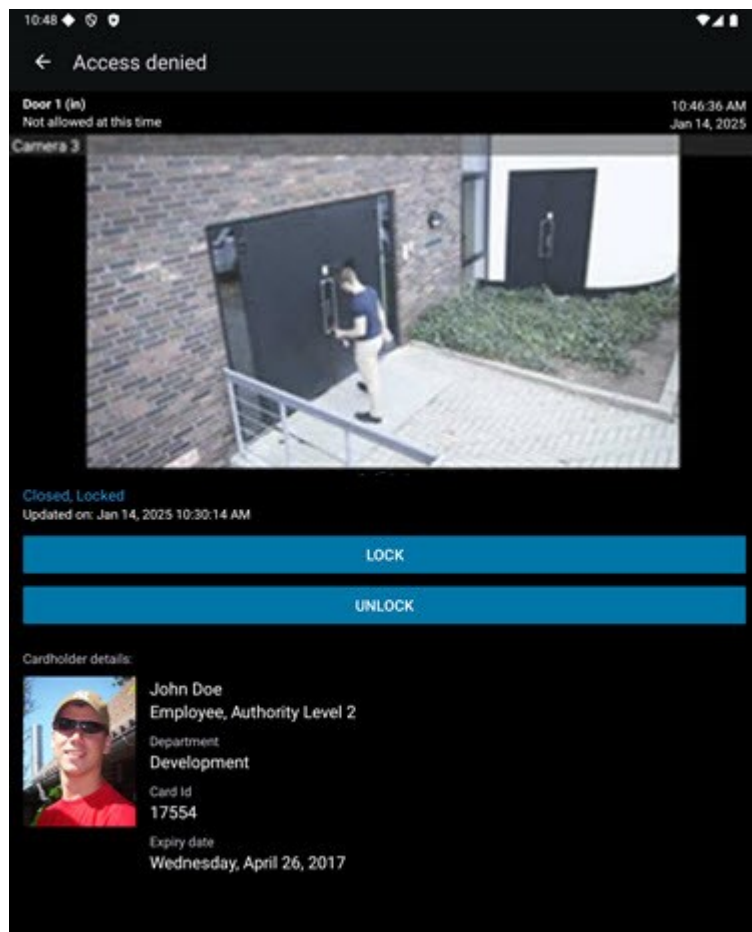 10:48
Access denied
Door 1 (in)
10:46:36 AM
Not allowed at this time
Jan 14, 2025
Camera 3
Closed, Locked
Updated on: Jan 14, 2025 10:30:14 AM
LOCK
UNLOCK
Cardholder details:
John Doe
Employee, Authority Level 2
Department
Development
Card Id
17554
Expiry date
Wednesday, April 26, 2017